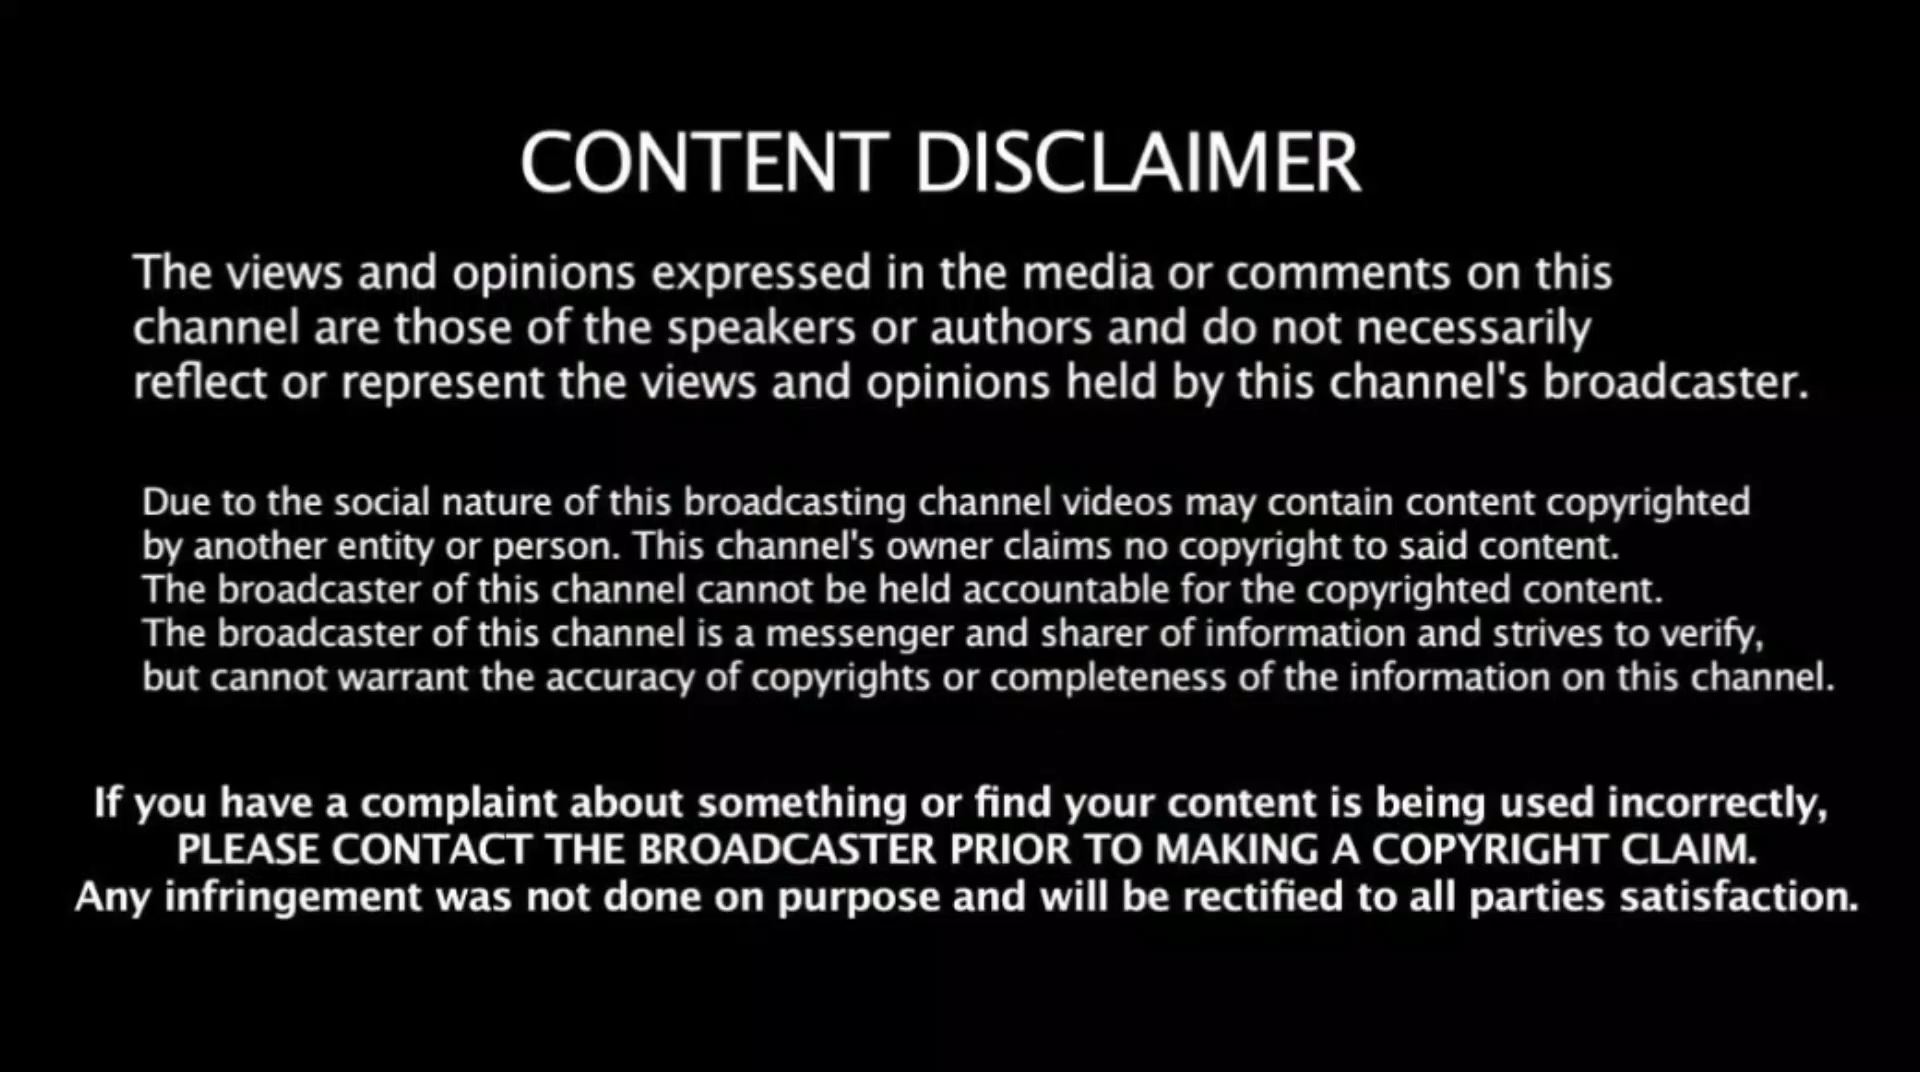 CONTENT DISCLAIMER
The views and opinions expressed in the media or comments on this
channel are those of the speakers or authors and do not necessarily
reflect or represent the views and opinions held by this channel's broadcaster.
Due to the social nature of this broadcasting channel videos may contain content copyrighted
by another entity or person. This channel's owner claims no copyright to said content.
The broadcaster of this channel cannot be held accountable for the copyrighted content.
The broadcaster of this channel is a messenger and sharer of information and strives to verify,
but cannot warrant the accuracy of copyrights or completeness of the information on this channel.
If you have a complaint about something or find your content is being used incorrectly,
PLEASE CONTACT THE BROADCASTER PRIOR TO MAKING A COPYRIGHT CLAIM.
Any infringement was not done on purpose and will be rectified to all parties satisfaction.